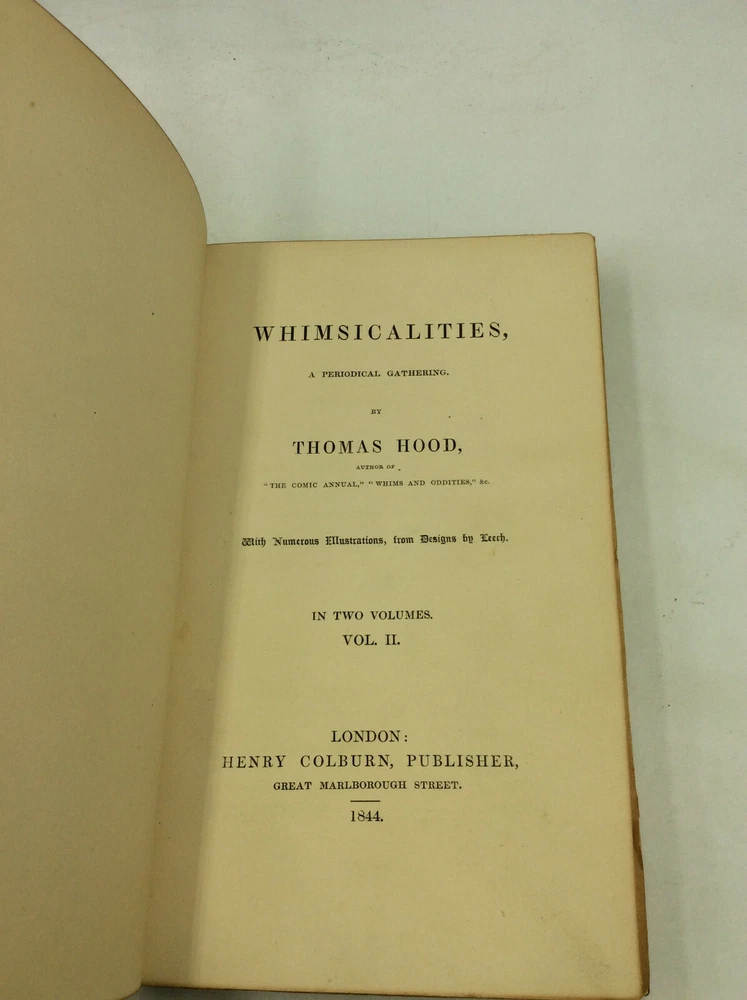 WHIMSICALITIES,
A PERIODICAL GATHERING.
BY
THOMAS HOOD,
AUTHOR OF
"THE COMIC ANNUAL," "WHIMS AND ODDITIES," &c.
With Numerous Illustrations, from Designs by Leech.
IN TWO VOLUMES.
VOL. II.
LONDON:
HENRY COLBURN, PUBLISHER,
GREAT MARLBOROUGH STREET.
1844.